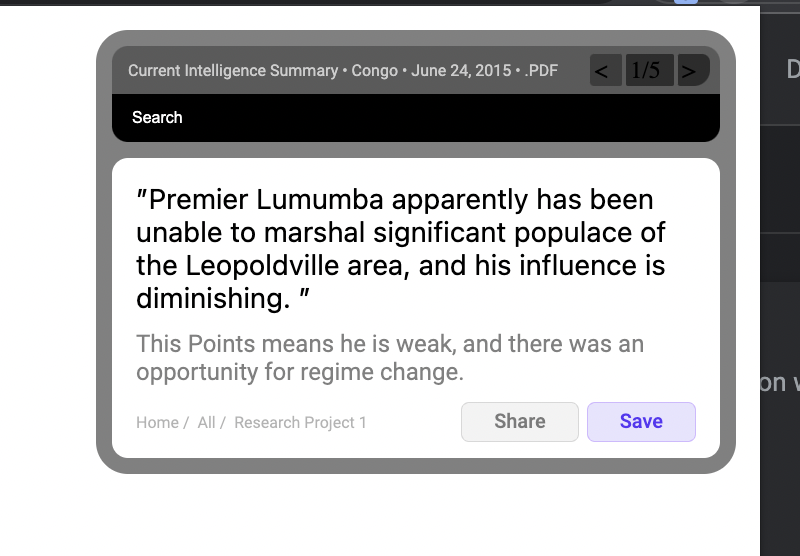 Current Intelligence Summary • Congo • June 24, 2015 • .PDF
< 1/5 >
Search
"Premier Lumumba apparently has been
unable to marshal significant populace of
the Leopoldville area, and his influence is
diminishing. "
This Points means he is weak, and there was an
opportunity for regime change.
Home / All / Research Project 1
Share
Save